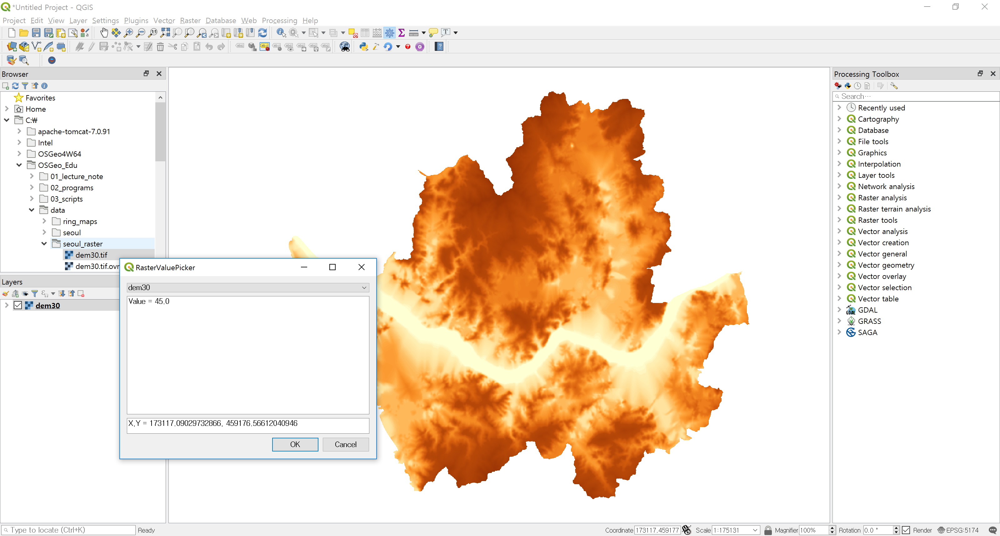 *Untitled Project - QGIS
Project Edit View Layer Settings Plugins Vector Raster Database Web Processing Help
Browser
Favorites
Home
C:₩
apache-tomcat-7.0.91
Intel
OSGeo4W64
OSGeo_Edu
01_lecture_note
02_programs
03_scripts
data
ring_maps
seoul
seoul_raster
dem30.tif
dem30.tif.ovr
Layers
dem30
RasterValuePicker
dem30
Value = 45.0
X,Y = 173117.09029732866, 459176.56612040946
OK Cancel
Processing Toolbox
Search...
Recently used
Cartography
Database
File tools
Graphics
Interpolation
Layer tools
Network analysis
Raster analysis
Raster terrain analysis
Raster tools
Vector analysis
Vector creation
Vector general
Vector geometry
Vector overlay
Vector selection
Vector table
GDAL
GRASS
SAGA
Type to locate (Ctrl+K) Ready Coordinate 173117,459177 Scale 1:175131 Magnifier 100% Rotation 0.0 ° Render EPSG:5174